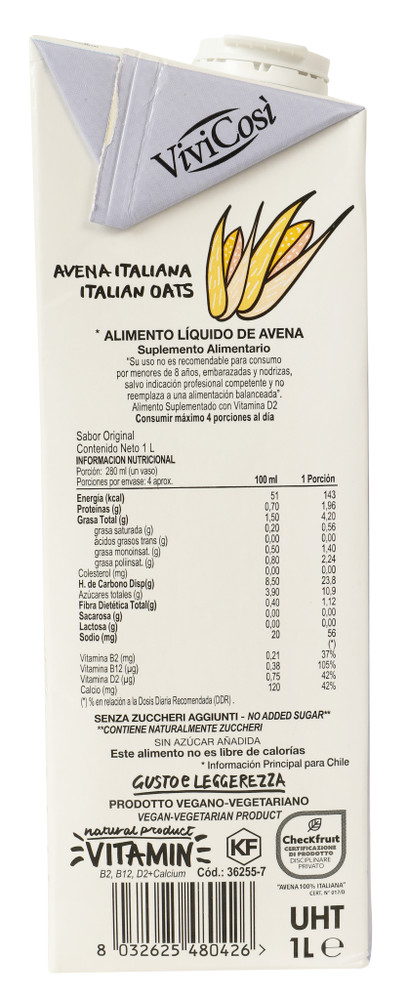 ViviCosì
AVENA ITALIANA
ITALIAN OATS
* ALIMENTO LÍQUIDO DE AVENA
Suplemento Alimentario
"Su uso no es recomendable para consumo
por menores de 8 años, embarazadas y nodrizas,
salvo indicación profesional competente y no
reemplaza a una alimentación balanceada".
Alimento Suplementado con Vitamina D2
Consumir máximo 4 porciones al día
Sabor Original
Contenido Neto 1 L
INFORMACION NUTRICIONAL
Porción: 280 ml (un vaso)
Porciones por envase: 4 aprox. 100 ml 1 Porción
Energía (kcal) 51 143
Proteinas (g) 0,70 1,96
Grasa Total (g) 1,50 4,20
grasa saturada (g) 0,20 0,56
ácidos grasos trans (g) 0,00 0,00
grasa monoinsat. (g) 0,50 1,40
grasa poliinsat. (g) 0,80 2,24
Colesterol (mg) 0,00 0,00
H. de Carbono Disp(g) 8,50 23,8
Azúcares totales (g) 3,90 10,9
Fibra Dietética Total(g) 0,40 1,12
Sacarosa (g) 0,00 0,00
Lactosa (g) 0,00 0,00
Sodio (mg) 20 56
(*)
Vitamina B2 (mg) 0,21 37%
Vitamina B12 (µg) 0,38 105%
Vitamina D2 (µg) 0,75 42%
Calcio (mg) 120 42%
(*) % en relación a la Dosis Diaria Recomendada (DDR) .
SENZA ZUCCHERI AGGIUNTI - NO ADDED SUGAR**
**CONTIENE NATURALMENTE ZUCCHERI
SIN AZÚCAR AÑADIDA
Este alimento no es libre de calorías
* Información Principal para Chile
GUSTO e LEGGEREZZA
PRODOTTO VEGANO-VEGETARIANO
VEGAN-VEGETARIAN PRODUCT
natural product
VITAMIN
B2, B12, D2+Calcium
KF
Cód.: 36255-7
Checkfruit
CERTIFICAZIONE
DI PRODOTTO
DISCIPLINARE
PRIVATO
"AVENA 100% ITALIANA"
CERT. N° 017/D
8 032625 480426 >
UHT
1L e